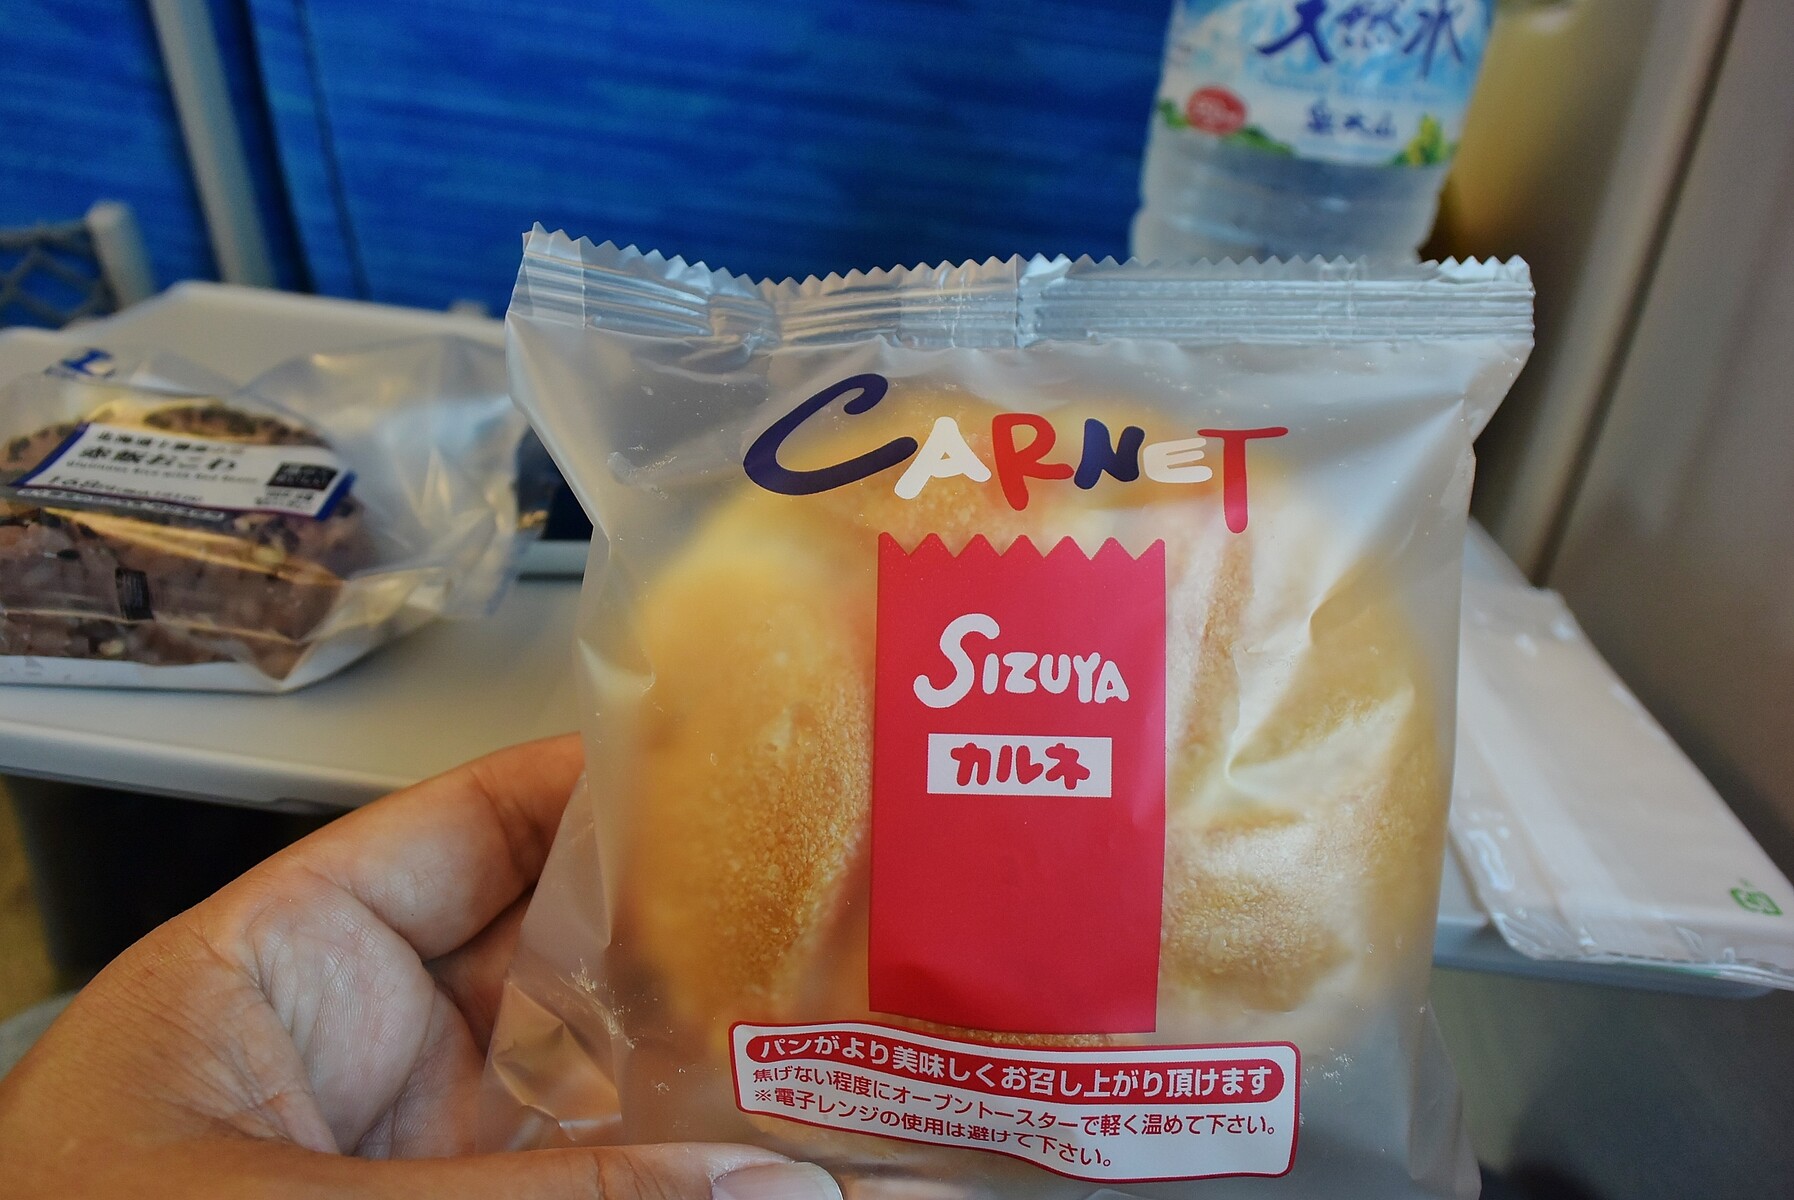 天然水
奥大山
CARNET
SIZUYA
カルネ
パンがより美味しくお召し上がり頂けます
焦げない程度にオーブントースターで軽く温めて下さい。
※電子レンジの使用は避けて下さい。
赤飯おこわ